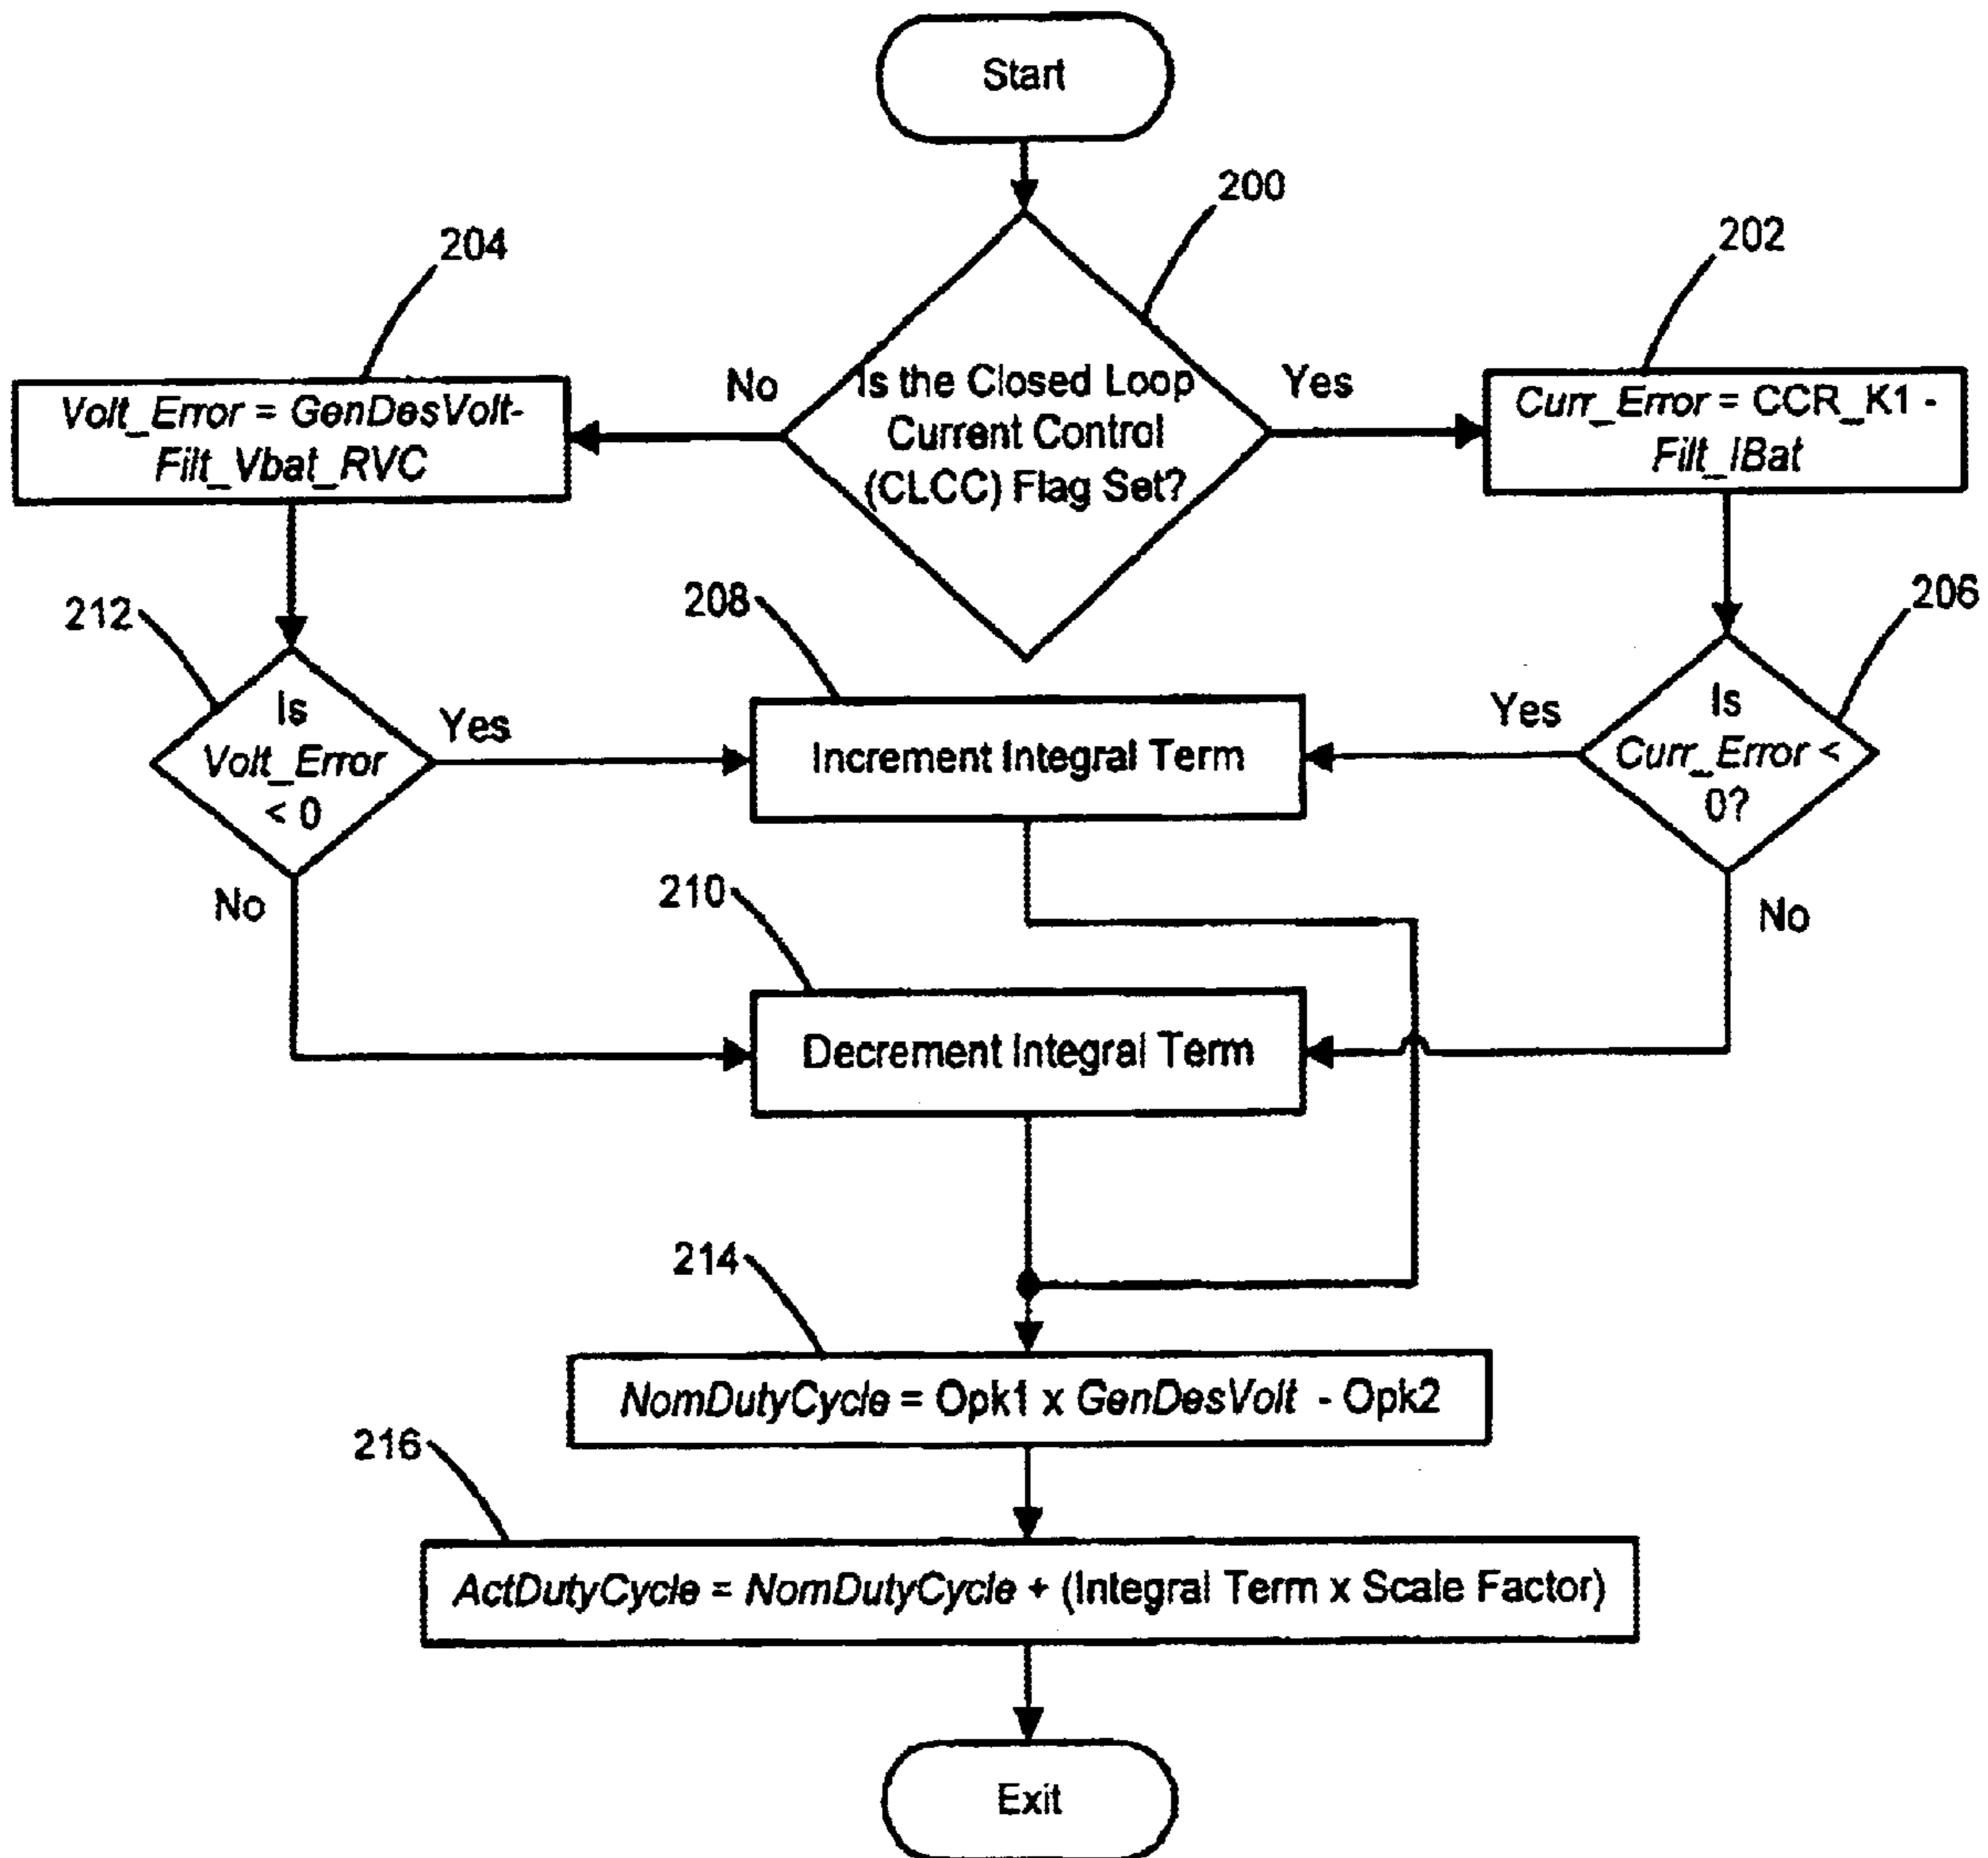 Start
200
204
202
No
Yes
Is the Closed Loop
Current Control
(CLCC) Flag Set?
Volt_Error = GenDesVolt-
Filt_Vbat_RVC
Curr_Error = CCR_K1 -
Filt_IBat
212
208
206
Is
Volt_Error
< 0
Yes
Increment Integral Term
Yes
Is
Curr_Error <
0?
No
210
No
Decrement Integral Term
214
NomDutyCycle = Opk1 x GenDesVolt - Opk2
216
ActDutyCycle = NomDutyCycle + (Integral Term x Scale Factor)
Exit